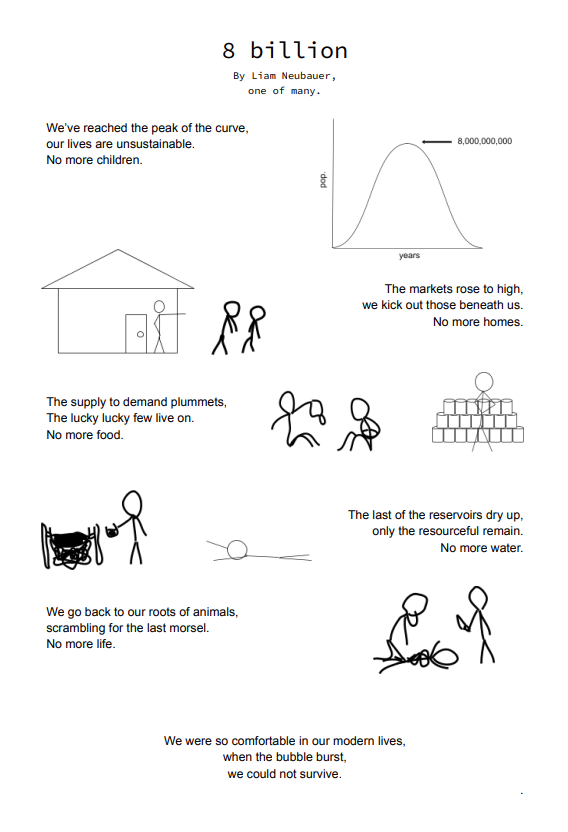 8 billion
By Liam Neubauer,
one of many.
We've reached the peak of the curve,
our lives are unsustainable.
No more children.
8,000,000,000
pop.
years
The markets rose to high,
we kick out those beneath us.
No more homes.
The supply to demand plummets,
The lucky lucky few live on.
No more food.
The last of the reservoirs dry up,
only the resourceful remain.
No more water.
We go back to our roots of animals,
scrambling for the last morsel.
No more life.
We were so comfortable in our modern lives,
when the bubble burst,
we could not survive.
.